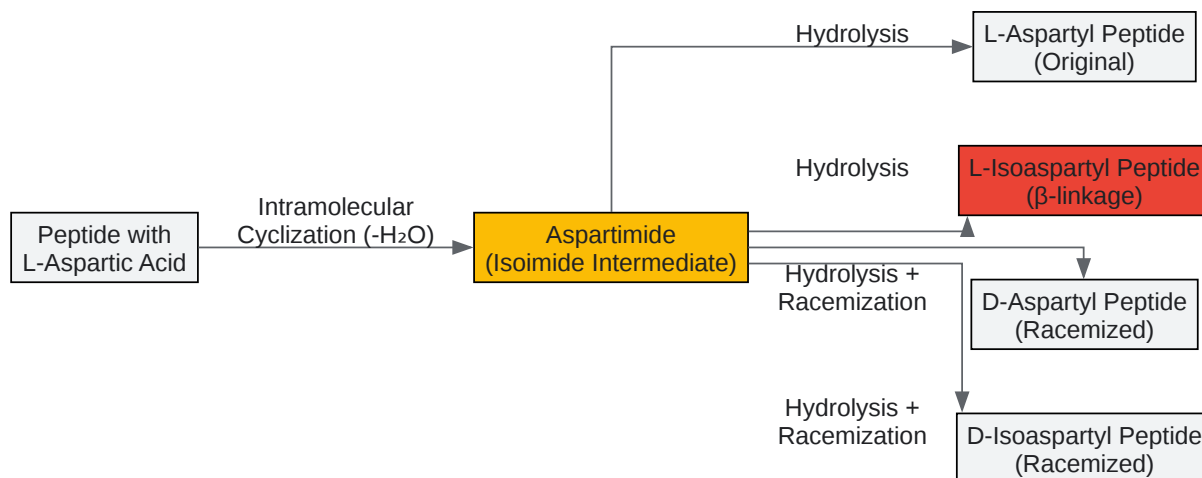 Hydrolysis
L-Aspartyl Peptide
(Original)
Hydrolysis
L-Isoaspartyl Peptide
(β-linkage)
Intramolecular
Cyclization (-H₂O)
Peptide with
L-Aspartic Acid
Aspartimide
(Isoimide Intermediate)
Hydrolysis +
Racemization
D-Aspartyl Peptide
(Racemized)
Hydrolysis +
Racemization
D-Isoaspartyl Peptide
(Racemized)